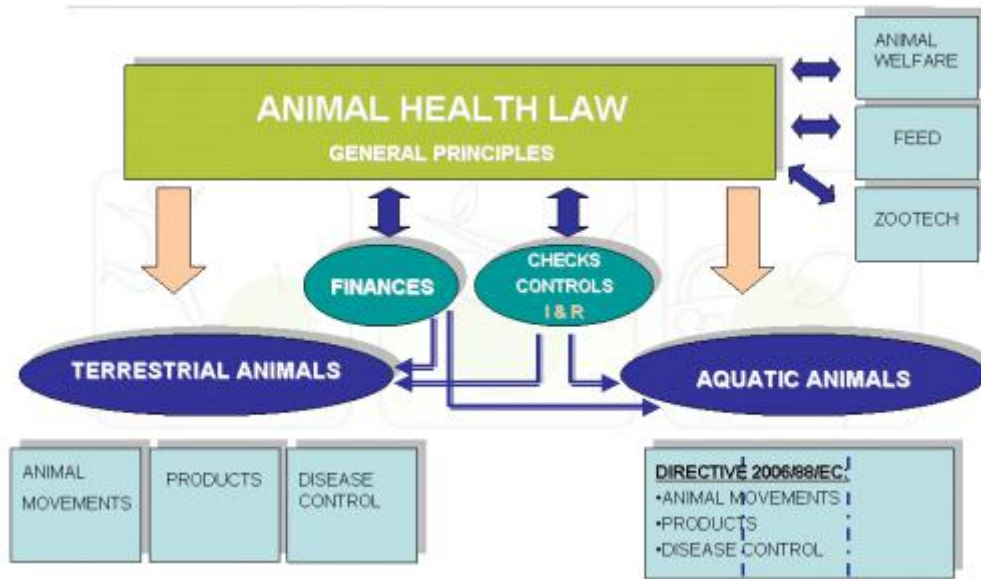 ANIMAL
WELFARE
ANIMAL HEALTH LAW
GENERAL PRINCIPLES
FEED
ZOOTECH
FINANCES
CHECKS
CONTROLS
I & R
TERRESTRIAL ANIMALS
AQUATIC ANIMALS
ANIMAL
MOVEMENTS
PRODUCTS
DISEASE
CONTROL
DIRECTIVE 2006/88/EC:
•ANIMAL MOVEMENTS
•PRODUCTS
•DISEASE CONTROL